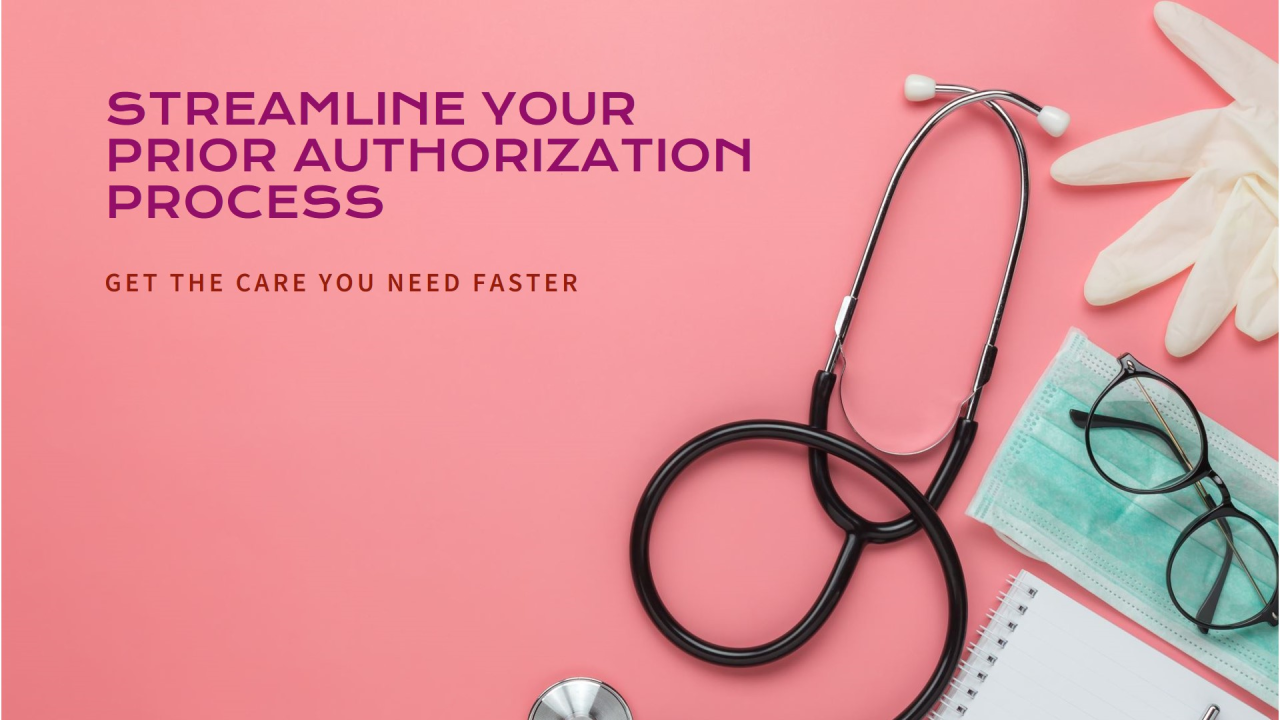 STREAMLINE YOUR
PRIOR AUTHORIZATION
PROCESS
GET THE CARE YOU NEED FASTER